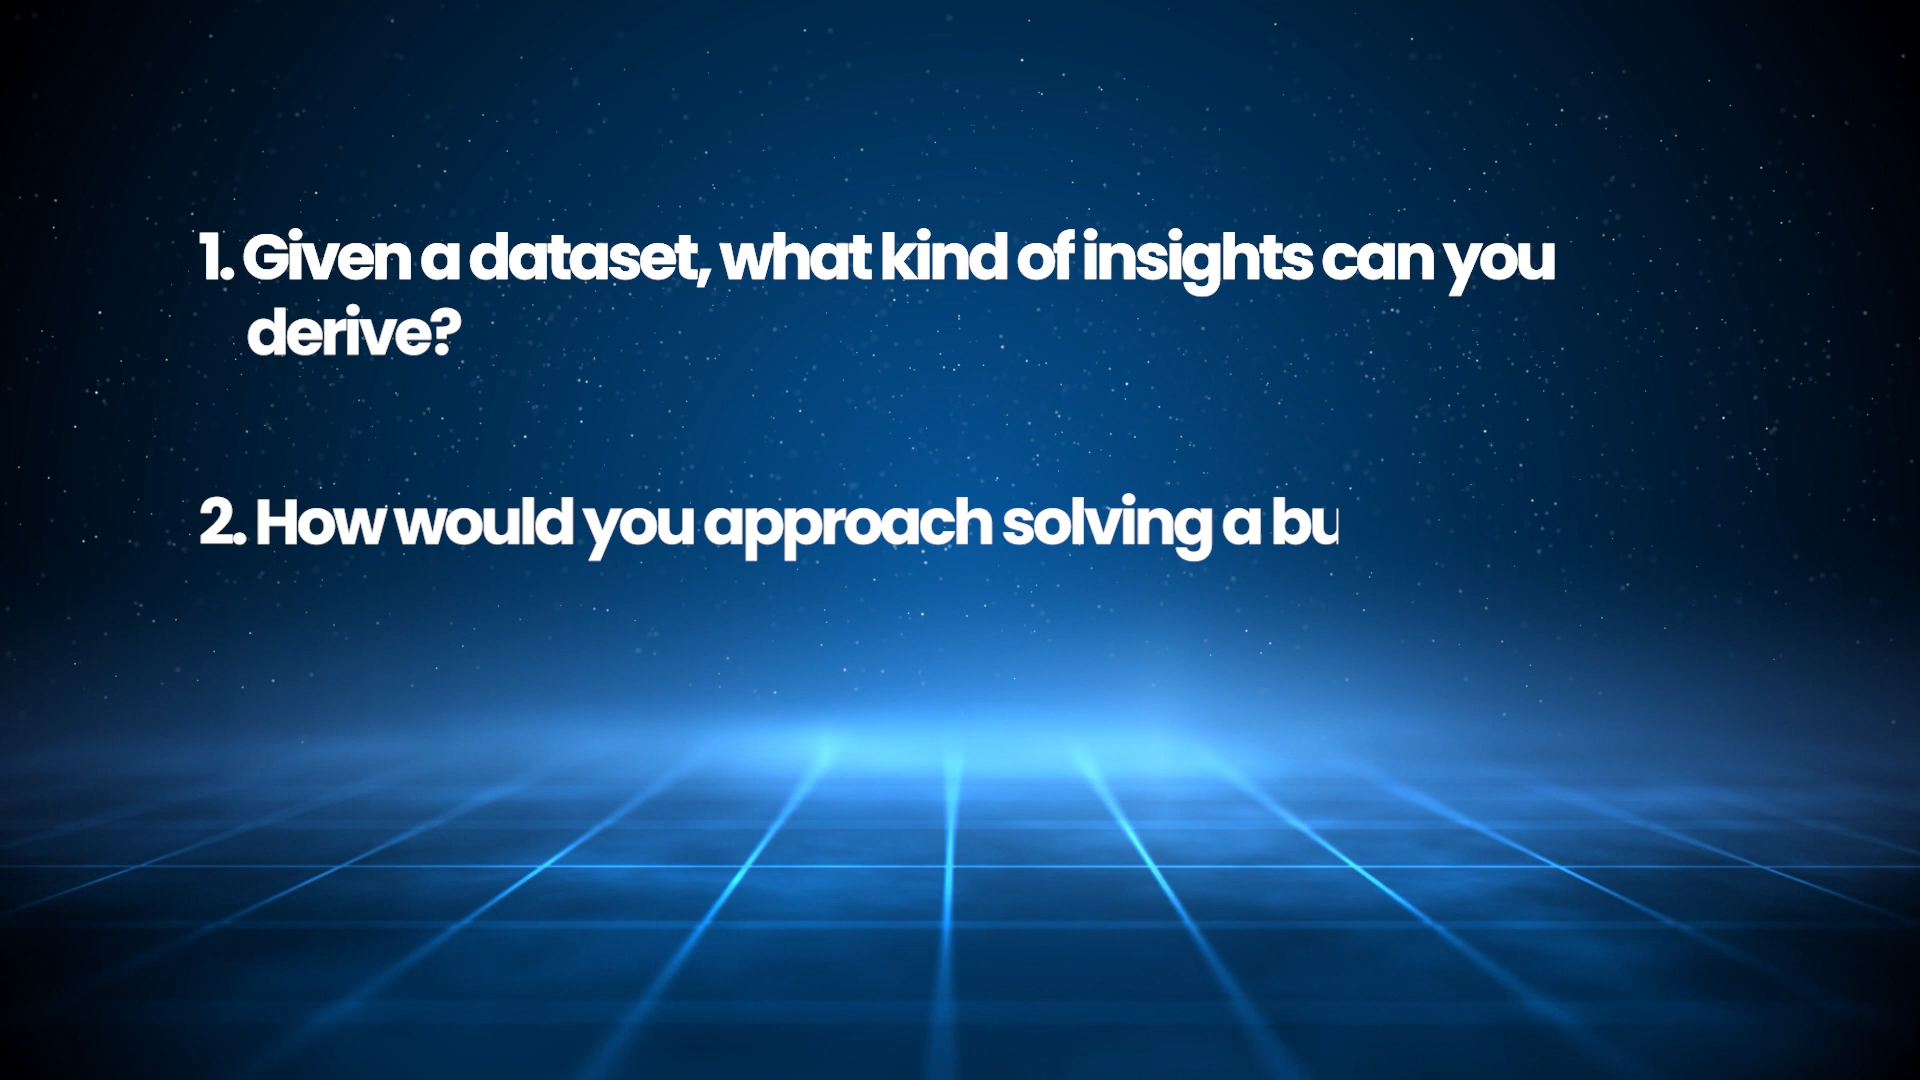 1. Given a dataset, what kind of insights can you
derive?
2. How would you approach solving a bu